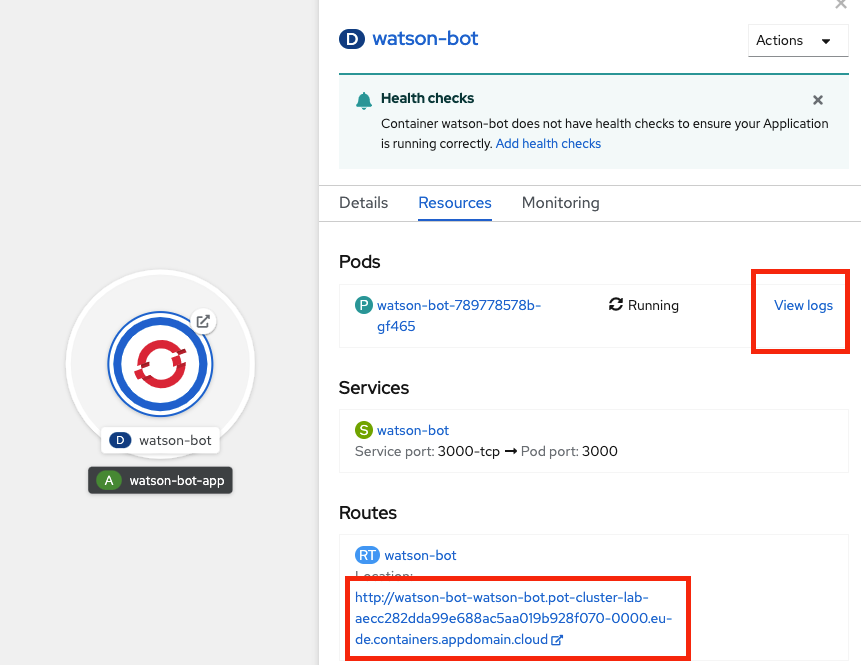 D watson-bot
Actions
Health checks
Container watson-bot does not have health checks to ensure your Application
is running correctly. Add health checks
Details Resources Monitoring
Pods
P watson-bot-789778578b-
gf465
Running
View logs
Services
S watson-bot
Service port: 3000-tcp → Pod port: 3000
Routes
RT watson-bot
Location:
http://watson-bot-watson-bot.pot-cluster-lab-
aecc282dda99e688ac5aa019b928f070-0000.eu-
de.containers.appdomain.cloud
D watson-bot
A watson-bot-app